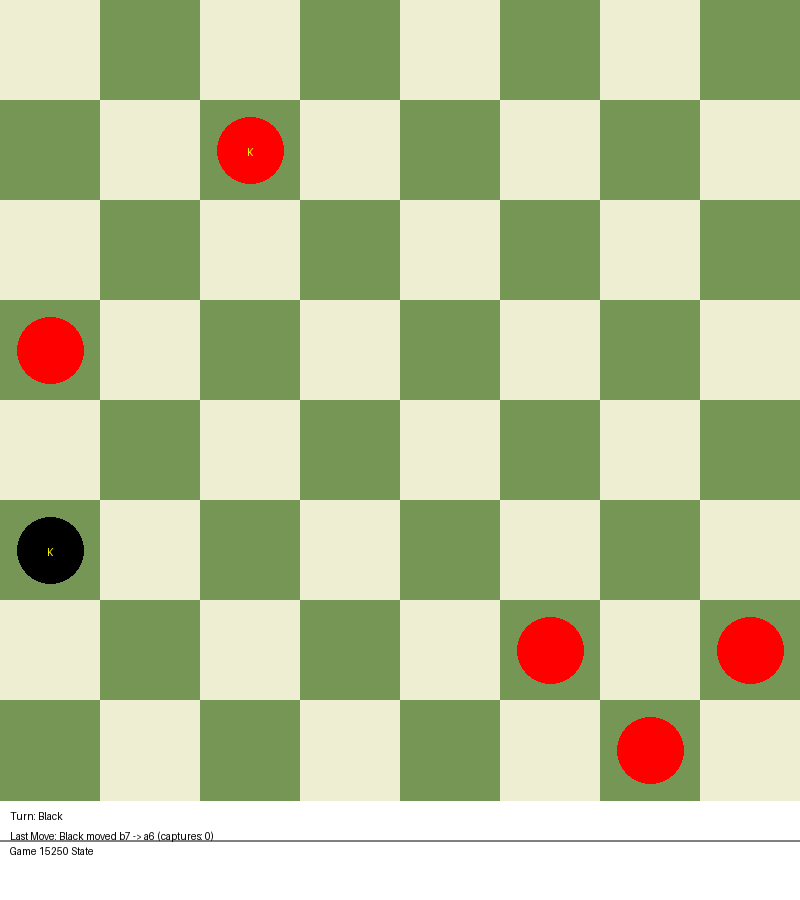 K
K
Turn: Black
Last Move: Black moved b7 -> a6 (captures: 0)
Game 15250 State